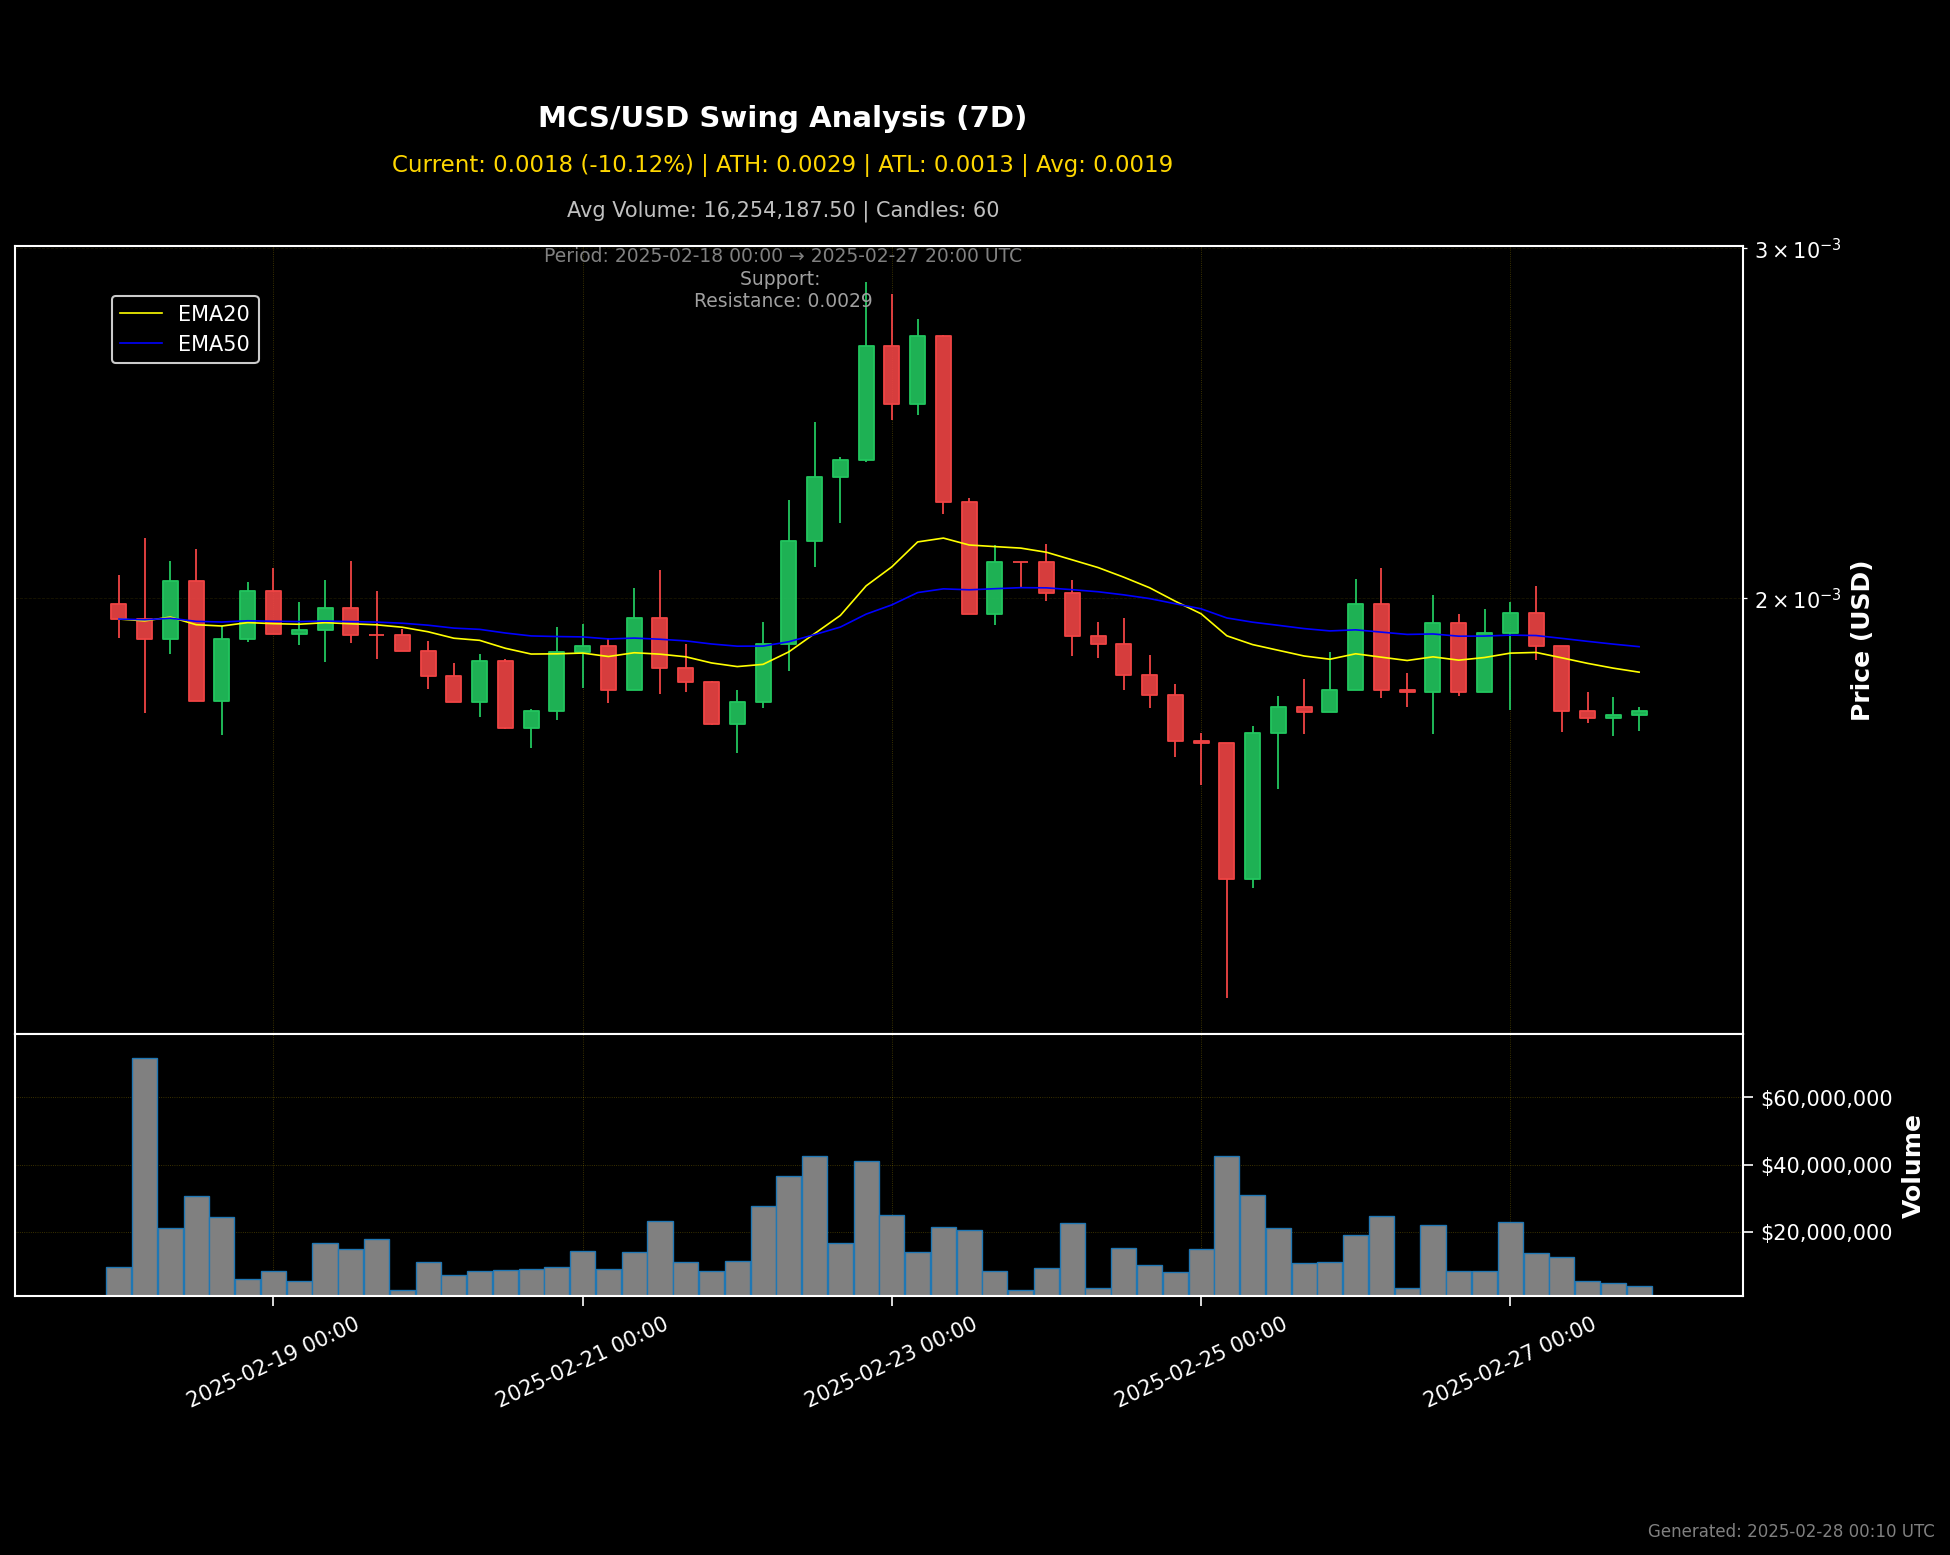 MCS/USD Swing Analysis (7D)
Current: 0.0018 (-10.12%) | ATH: 0.0029 | ATL: 0.0013 | Avg: 0.0019
Avg Volume: 16,254,187.50 | Candles: 60
Period: 2025-02-18 00:00 → 2025-02-27 20:00 UTC
Support:
Resistance: 0.0029
EMA20
EMA50
3 × 10⁻³
2 × 10⁻³
Price (USD)
$60,000,000
$40,000,000
$20,000,000
Volume
2025-02-19 00:00
2025-02-21 00:00
2025-02-23 00:00
2025-02-25 00:00
2025-02-27 00:00
Generated: 2025-02-28 00:10 UTC